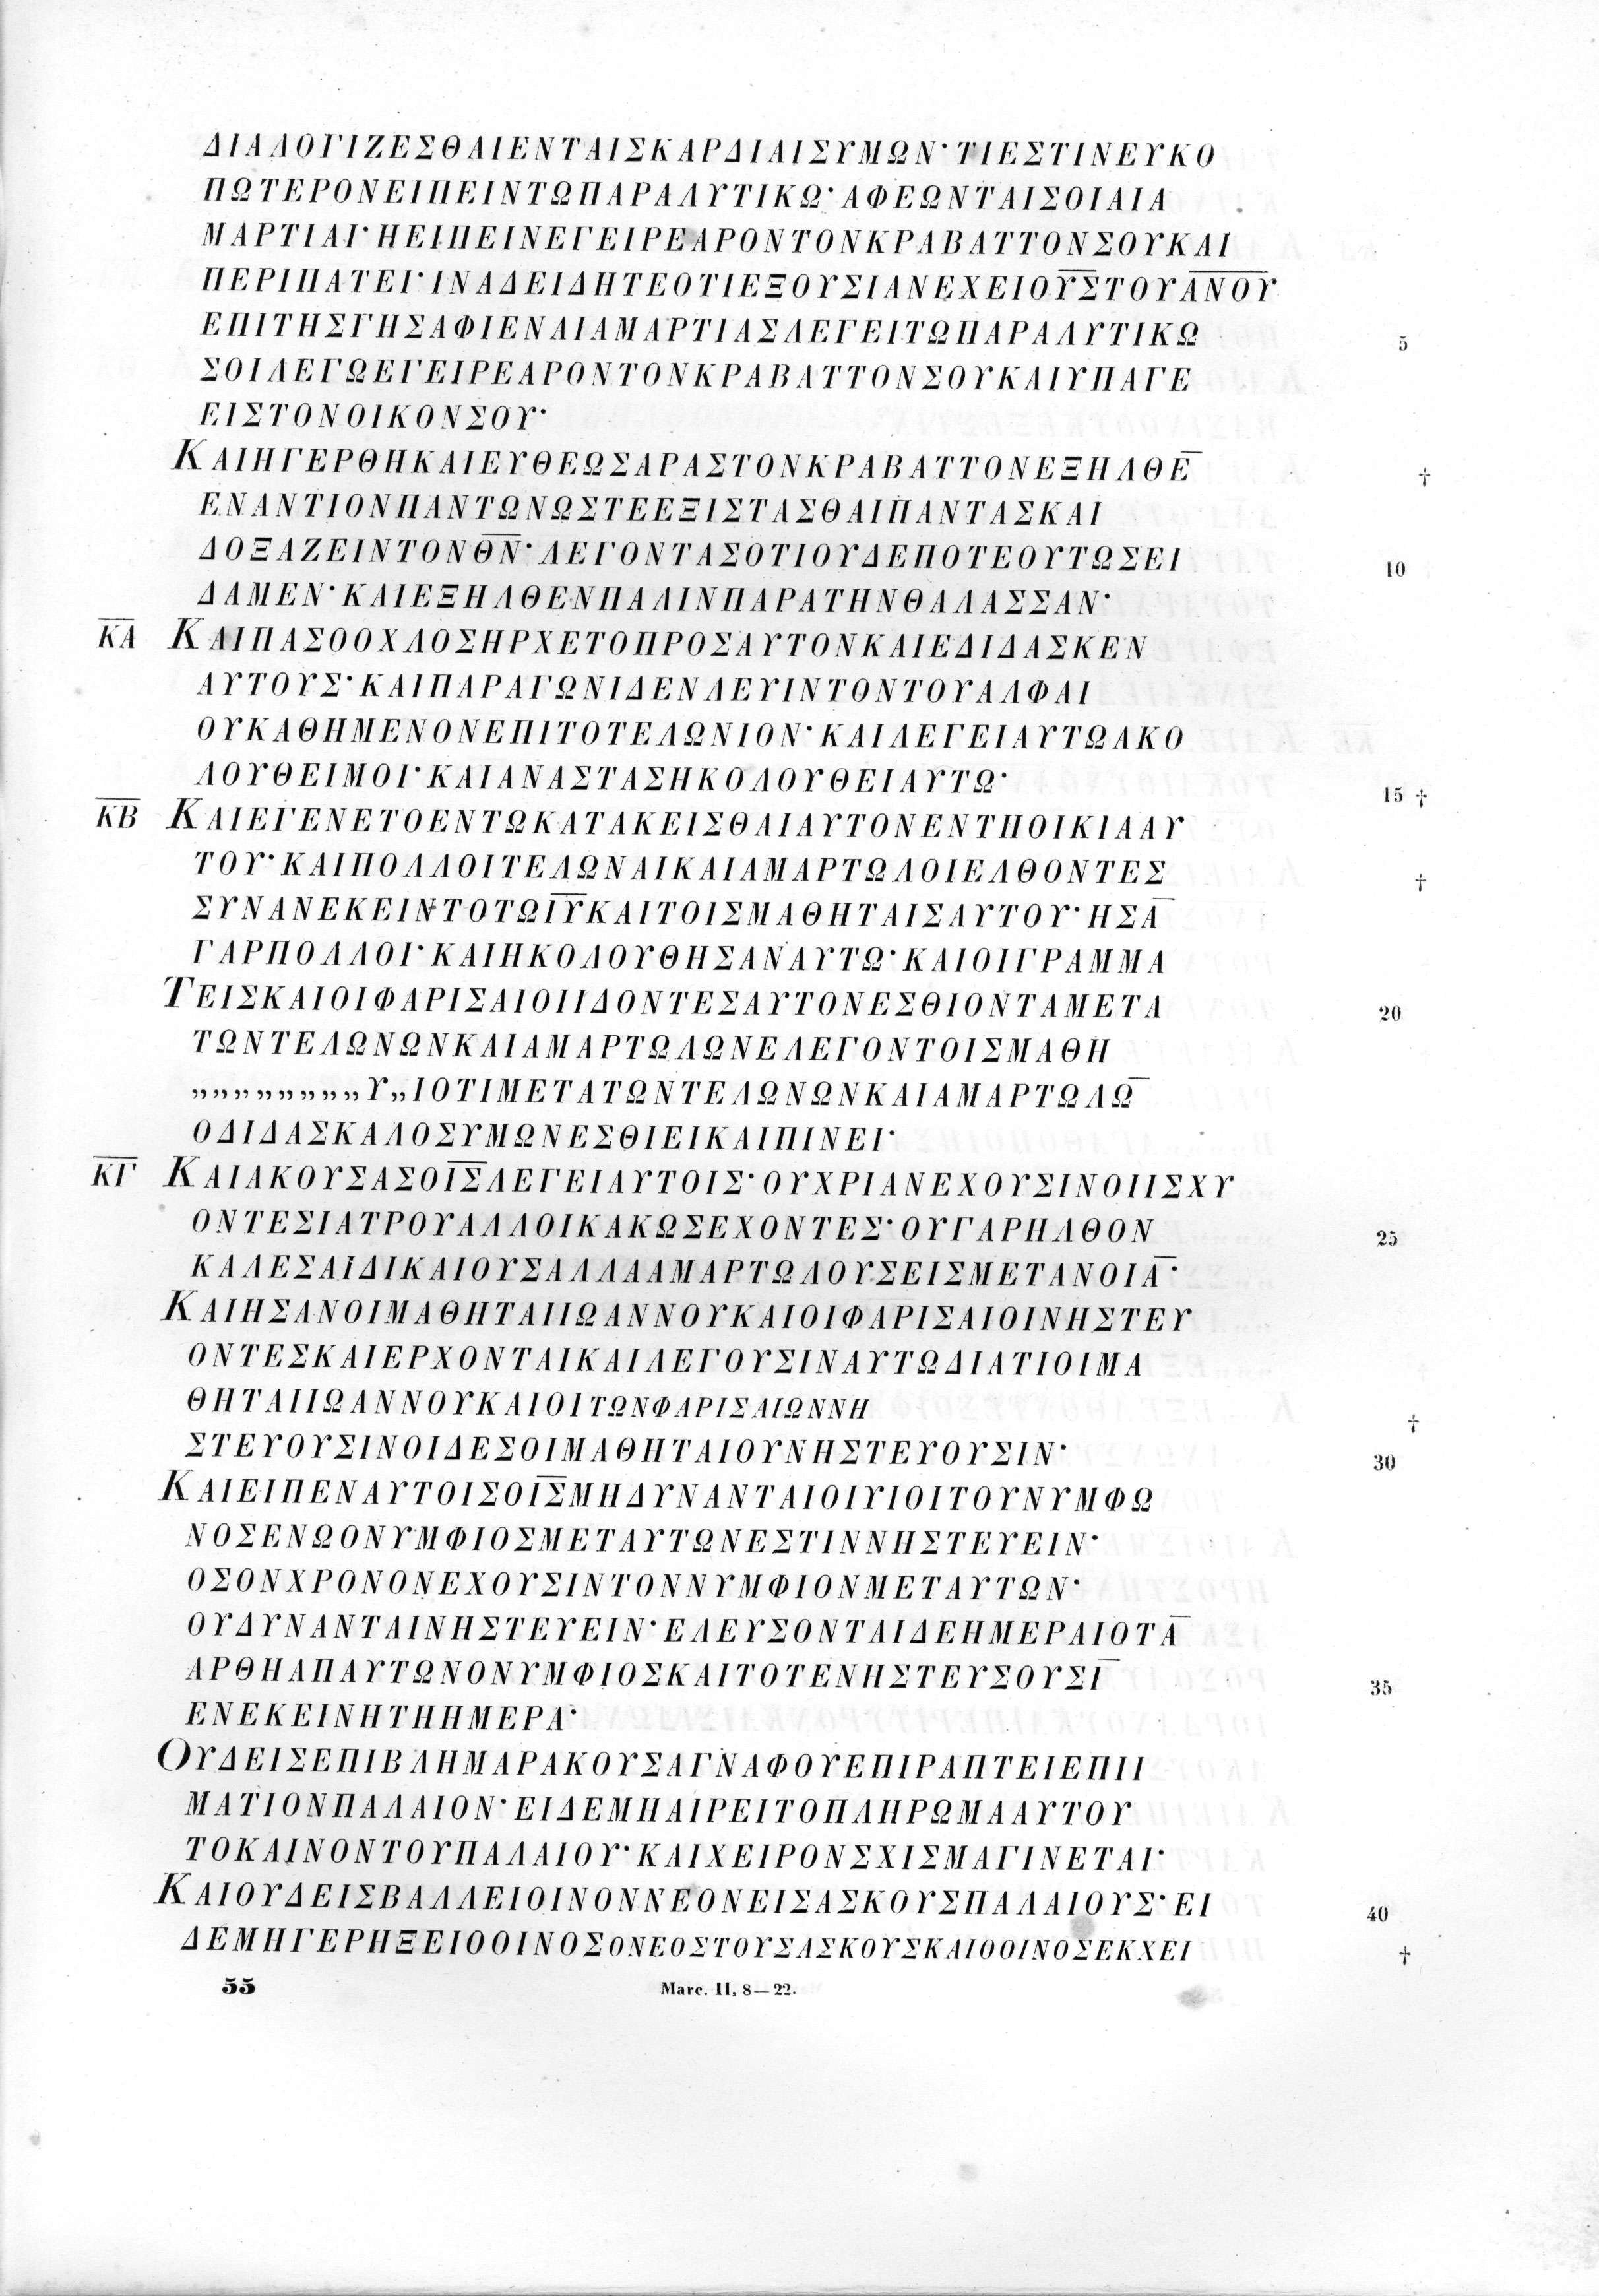 ΔΙΑΛΟΓΙΖΕΣΘΑΙΕΝΤΑΙΣΚΑΡΔΙΑΙΣΥΜΩΝ· ΤΙΕΣΤΙΝΕΥΚΟ
ΠΩΤΕΡΟΝΕΙΠΕΙΝΤΩΠΑΡΑΛΥΤΙΚΩ· ΑΦΕΩΝΤΑΙΣΟΙΑΙΑ
ΜΑΡΤΙΑΙ· ΗΕΙΠΕΙΝΕΓΕΙΡΕΑΡΟΝΤΟΝΚΡΑΒΑΤΤΟΝΣΟΥΚΑΙ
ΠΕΡΙΠΑΤΕΙ· ΙΝΑΔΕΙΔΗΤΕΟΤΙΕΞΟΥΣΙΑΝΕΧΕΙΟΥ̅Σ̅ΤΟΥΑ̅Ν̅Ο̅Υ̅
ΕΠΙΤΗΣΓΗΣΑΦΙΕΝΑΙΑΜΑΡΤΙΑΣΛΕΓΕΙΤΩΠΑΡΑΛΥΤΙΚΩ
5
ΣΟΙΛΕΓΩΕΓΕΙΡΕΑΡΟΝΤΟΝΚΡΑΒΑΤΤΟΝΣΟΥΚΑΙΥΠΑΓΕ
ΕΙΣΤΟΝΟΙΚΟΝΣΟΥ·
ΚΑΙΗΓΕΡΘΗΚΑΙΕΥΘΕΩΣΑΡΑΣΤΟΝΚΡΑΒΑΤΤΟΝΕΞΗΛΘΕ̅ †
ΕΝΑΝΤΙΟΝΠΑΝΤΩΝΩΣΤΕΕΞΙΣΤΑΣΘΑΙΠΑΝΤΑΣΚΑΙ
ΔΟΞΑΖΕΙΝΤΟΝΘ̅Ν̅· ΛΕΓΟΝΤΑΣΟΤΙΟΥΔΕΠΟΤΕΟΥΤΩΣΕΙ
10
ΔΑΜΕΝ· ΚΑΙΕΞΗΛΘΕΝΠΑΛΙΝΠΑΡΑΤΗΝΘΑΛΑΣΣΑΝ·
Κ̅Α̅ ΚΑΙΠΑΣΟΟΧΛΟΣΗΡΧΕΤΟΠΡΟΣΑΥΤΟΝΚΑΙΕΔΙΔΑΣΚΕΝ
ΑΥΤΟΥΣ· ΚΑΙΠΑΡΑΓΩΝΙΔΕΝΛΕΥΙΝΤΟΝΤΟΥΑΛΦΑΙ
ΟΥΚΑΘΗΜΕΝΟΝΕΠΙΤΟΤΕΛΩΝΙΟΝ· ΚΑΙΛΕΓΕΙΑΥΤΩΑΚΟ
ΛΟΥΘΕΙΜΟΙ· ΚΑΙΑΝΑΣΤΑΣΗΚΟΛΟΥΘΕΙΑΥΤΩ·
15 †
Κ̅Β̅ ΚΑΙΕΓΕΝΕΤΟΕΝΤΩΚΑΤΑΚΕΙΣΘΑΙΑΥΤΟΝΕΝΤΗΟΙΚΙΑΑΥ
ΤΟΥ· ΚΑΙΠΟΛΛΟΙΤΕΛΩΝΑΙΚΑΙΑΜΑΡΤΩΛΟΙΕΛΘΟΝΤΕΣ †
ΣΥΝΑΝΕΚΕΙΝΤΟΤΩΙ̅Υ̅ΚΑΙΤΟΙΣΜΑΘΗΤΑΙΣΑΥΤΟΥ· ΗΣΑ̅
ΓΑΡΠΟΛΛΟΙ· ΚΑΙΗΚΟΛΟΥΘΗΣΑΝΑΥΤΩ· ΚΑΙΟΙΓΡΑΜΜΑ
ΤΕΙΣΚΑΙΟΙΦΑΡΙΣΑΙΟΙΙΔΟΝΤΕΣΑΥΤΟΝΕΣΘΙΟΝΤΑΜΕΤΑ
20
ΤΩΝΤΕΛΩΝΩΝΚΑΙΑΜΑΡΤΩΛΩΝΕΛΕΓΟΝΤΟΙΣΜΑΘΗ
„„„„„„„„Υ„ΙΟΤΙΜΕΤΑΤΩΝΤΕΛΩΝΩΝΚΑΙΑΜΑΡΤΩΛΩ̅
ΟΔΙΔΑΣΚΑΛΟΣΥΜΩΝΕΣΘΙΕΙΚΑΙΠΙΝΕΙ·
Κ̅Γ̅ ΚΑΙΑΚΟΥΣΑΣΟΙ̅Σ̅ΛΕΓΕΙΑΥΤΟΙΣ· ΟΥΧΡΙΑΝΕΧΟΥΣΙΝΟΙΙΣΧΥ
ΟΝΤΕΣΙΑΤΡΟΥΑΛΛΟΙΚΑΚΩΣΕΧΟΝΤΕΣ· ΟΥΓΑΡΗΛΘΟΝ
25
ΚΑΛΕΣΑΙΔΙΚΑΙΟΥΣΑΛΛΑΑΜΑΡΤΩΛΟΥΣΕΙΣΜΕΤΑΝΟΙΑ̅·
ΚΑΙΗΣΑΝΟΙΜΑΘΗΤΑΙΙΩΑΝΝΟΥΚΑΙΟΙΦΑΡΙΣΑΙΟΙΝΗΣΤΕΥ
ΟΝΤΕΣΚΑΙΕΡΧΟΝΤΑΙΚΑΙΛΕΓΟΥΣΙΝΑΥΤΩΔΙΑΤΙΟΙΜΑ
ΘΗΤΑΙΙΩΑΝΝΟΥΚΑΙΟΙΤΩΝΦΑΡΙΣΑΙΩΝΝΗ †
ΣΤΕΥΟΥΣΙΝΟΙΔΕΣΟΙΜΑΘΗΤΑΙΟΥΝΗΣΤΕΥΟΥΣΙΝ·
30
ΚΑΙΕΙΠΕΝΑΥΤΟΙΣΟΙ̅Σ̅ΜΗΔΥΝΑΝΤΑΙΟΙΥΙΟΙΤΟΥΝΥΜΦΩ
ΝΟΣΕΝΩΟΝΥΜΦΙΟΣΜΕΤΑΥΤΩΝΕΣΤΙΝΝΗΣΤΕΥΕΙΝ·
ΟΣΟΝΧΡΟΝΟΝΕΧΟΥΣΙΝΤΟΝΝΥΜΦΙΟΝΜΕΤΑΥΤΩΝ·
ΟΥΔΥΝΑΝΤΑΙΝΗΣΤΕΥΕΙΝ· ΕΛΕΥΣΟΝΤΑΙΔΕΗΜΕΡΑΙΟΤΑ̅
ΑΡΘΗΑΠΑΥΤΩΝΟΝΥΜΦΙΟΣΚΑΙΤΟΤΕΝΗΣΤΕΥΣΟΥΣΙ̅
35
ΕΝΕΚΕΙΝΗΤΗΗΜΕΡΑ·
ΟΥΔΕΙΣΕΠΙΒΛΗΜΑΡΑΚΟΥΣΑΓΝΑΦΟΥΕΠΙΡΑΠΤΕΙΕΠΙΙ
ΜΑΤΙΟΝΠΑΛΑΙΟΝ· ΕΙΔΕΜΗΑΙΡΕΙΤΟΠΛΗΡΩΜΑΑΥΤΟΥ
ΤΟΚΑΙΝΟΝΤΟΥΠΑΛΑΙΟΥ· ΚΑΙΧΕΙΡΟΝΣΧΙΣΜΑΓΙΝΕΤΑΙ·
ΚΑΙΟΥΔΕΙΣΒΑΛΛΕΙΟΙΝΟΝΝΕΟΝΕΙΣΑΣΚΟΥΣΠΑΛΑΙΟΥΣ· ΕΙ
40
ΔΕΜΗΓΕΡΗΞΕΙΟΟΙΝΟΣΟΝΕΟΣΤΟΥΣΑΣΚΟΥΣΚΑΙΟΟΙΝΟΣΕΚΧΕΙ †
55 Marc. II, 8—22.